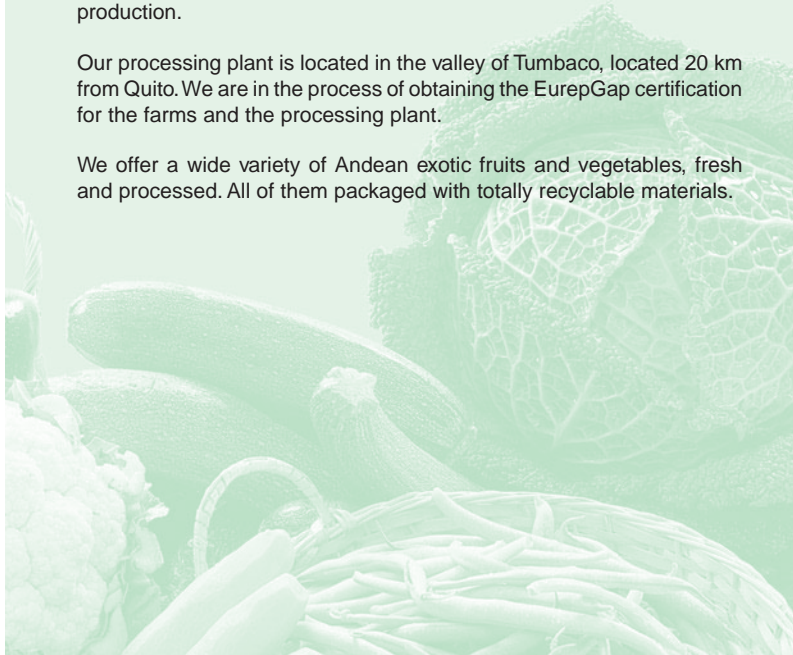 production.
Our processing plant is located in the valley of Tumbaco, located 20 km
from Quito. We are in the process of obtaining the EurepGap certification
for the farms and the processing plant.
We offer a wide variety of Andean exotic fruits and vegetables, fresh
and processed. All of them packaged with totally recyclable materials.